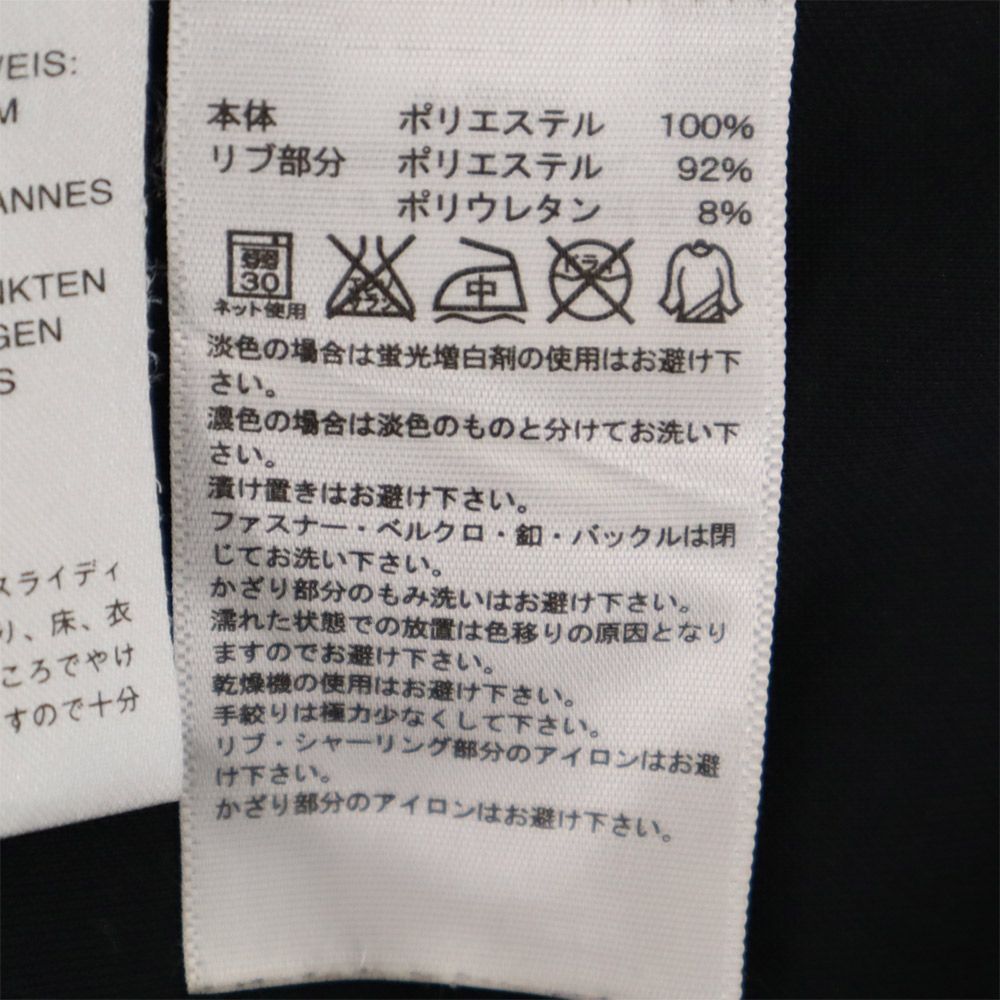 WEIS:
M
ANNES
NKTEN
GEN
S
スライディ
り、床、衣
ころでやけ
すので十分
本体 ポリエステル 100%
リブ部分 ポリエステル 92%
ポリウレタン 8%
弱 30 中 ドライ
ネット使用
淡色の場合は蛍光増白剤の使用はお避け下
さい。
濃色の場合は淡色のものと分けてお洗い下
さい。
漬け置きはお避け下さい。
ファスナー・ベルクロ・釦・バックルは閉
じてお洗い下さい。
かざり部分のもみ洗いはお避け下さい。
濡れた状態での放置は色移りの原因となり
ますのでお避け下さい。
乾燥機の使用はお避け下さい。
手絞りは極力少なくして下さい。
リブ・シャーリング部分のアイロンはお避
け下さい。
かざり部分のアイロンはお避け下さい。